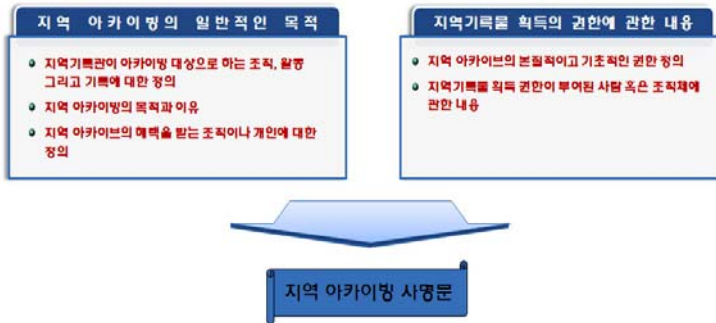 지역 아카이빙의 일반적인 목적
지역기록관이 아카이빙 대상으로 하는 조직, 활동
그리고 기록에 대한 정의
지역 아카이빙의 목적과 이유
지역 아카이브의 혜택을 받는 조직이나 개인에 대한
정의
지역기록물 획득의 권한에 관한 내용
지역 아카이브의 본질적이고 기초적인 권한 정의
지역기록물 획득 권한이 부여된 사람 혹은 조직체에
관한 내용
지역 아카이빙 사명문